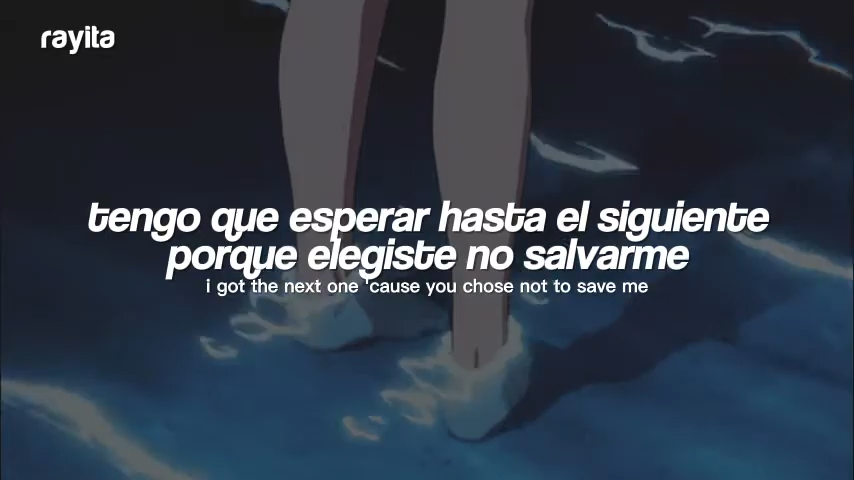 rayita
tengo que esperar hasta el siguiente
porque elegiste no salvarme
i got the next one 'cause you chose not to save me